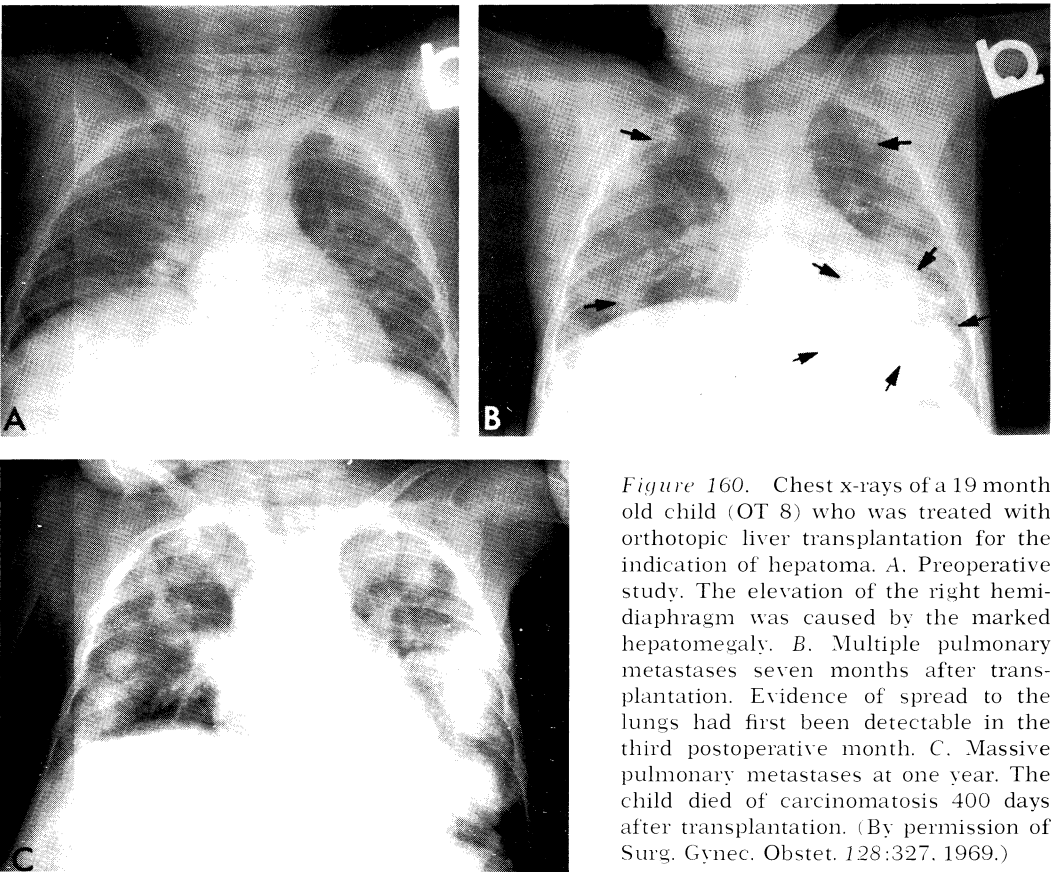 A
B
C
Figure 160. Chest x-rays of a 19 month
old child (OT 8) who was treated with
orthotopic liver transplantation for the
indication of hepatoma. A. Preoperative
study. The elevation of the right hemi-
diaphragm was caused by the marked
hepatomegaly. B. Multiple pulmonary
metastases seven months after trans-
plantation. Evidence of spread to the
lungs had first been detectable in the
third postoperative month. C. Massive
pulmonary metastases at one year. The
child died of carcinomatosis 400 days
after transplantation. (By permission of
Surg. Gynec. Obstet. 128:327, 1969.)